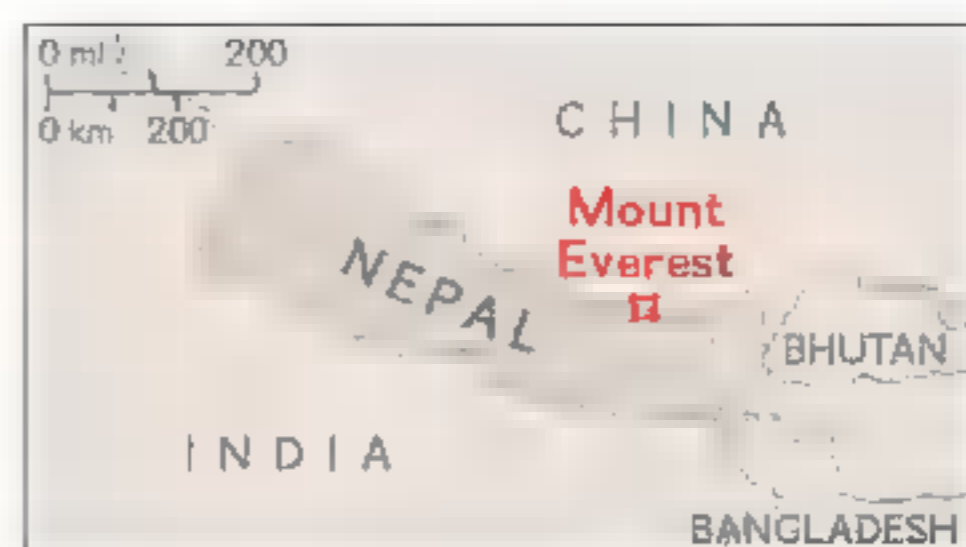 0 mi 200
0 km 200
CHINA
Mount
Everest
NEPAL
BHUTAN
INDIA
BANGLADESH